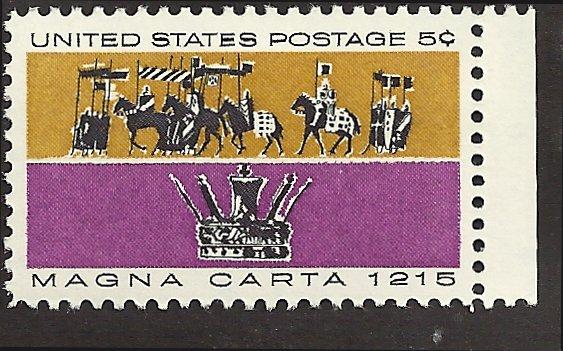 UNITED STATES POSTAGE 5¢
MAGNA CARTA 1215